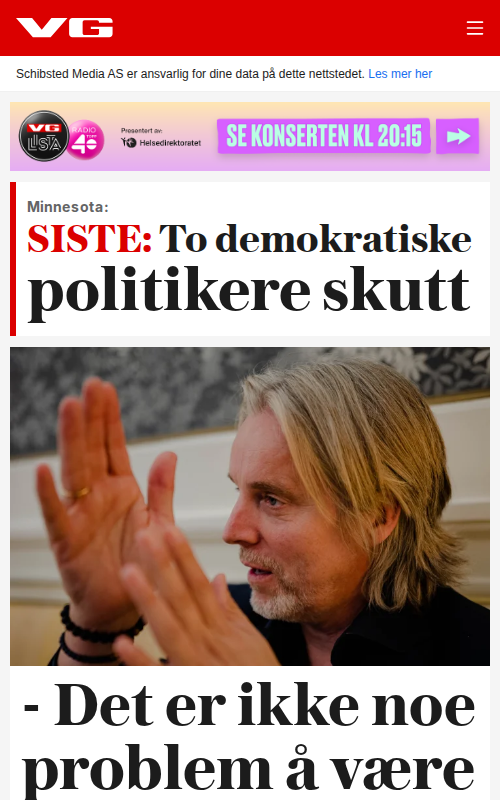 VG
Schibsted Media AS er ansvarlig for dine data på dette nettstedet. Les mer her
VG
LISTA
RADIO
TOPP
40
Presentert av:
Helsedirektoratet
SE KONSERTEN KL 20:15
Minnesota:
SISTE: To demokratiske
politikere skutt
- Det er ikke noe
problem å være